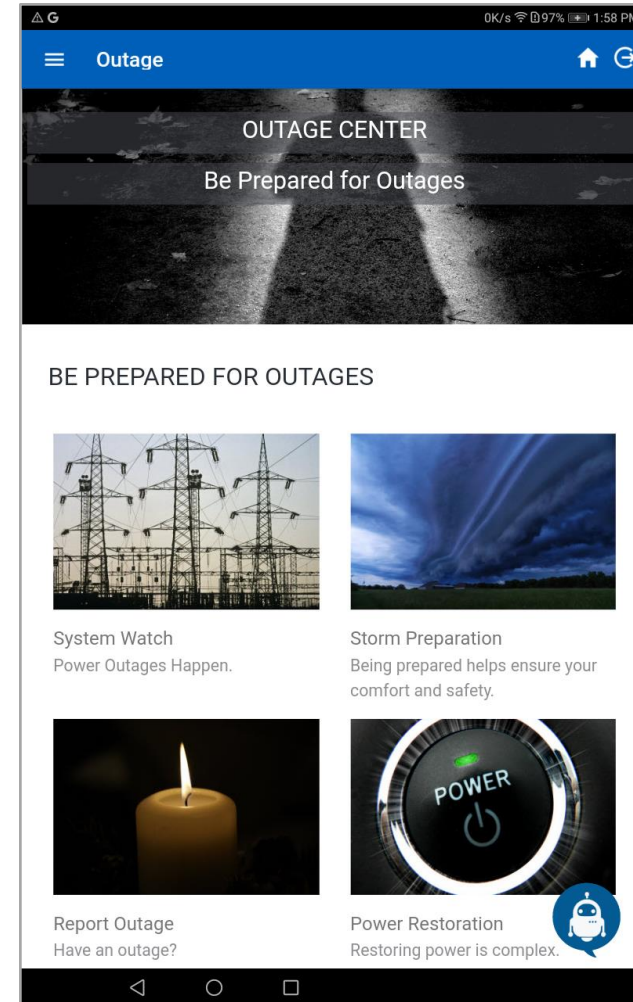 G
0K/s 97% 1:58 PM
Outage
OUTAGE CENTER
Be Prepared for Outages
BE PREPARED FOR OUTAGES
System Watch
Power Outages Happen.
Storm Preparation
Being prepared helps ensure your
comfort and safety.
POWER
Report Outage
Have an outage?
Power Restoration
Restoring power is complex.